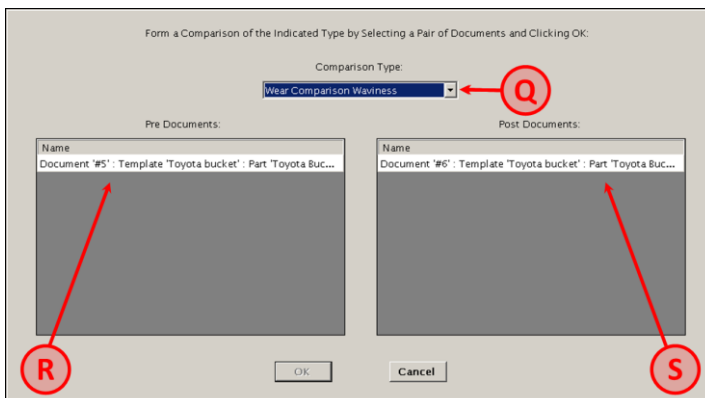 Form a Comparison of the Indicated Type by Selecting a Pair of Documents and Clicking OK:
Comparison Type:
Wear Comparison Waviness
Q
Pre Documents:
Post Documents:
Name
Name
Document '#5' : Template 'Toyota bucket' : Part 'Toyota Buc...
Document '#6' : Template 'Toyota bucket' : Part 'Toyota Buc...
R
OK
Cancel
S